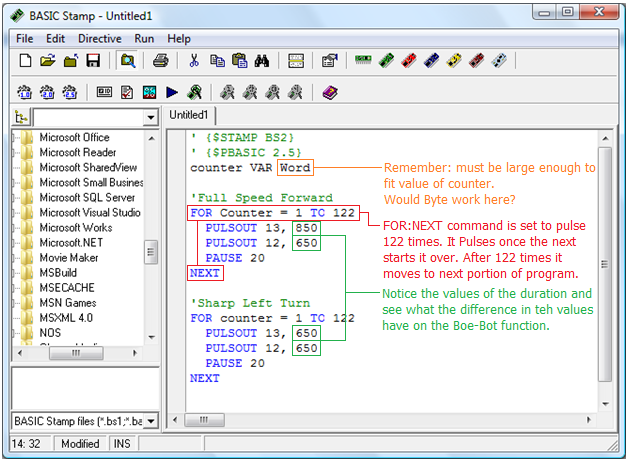 BASIC Stamp - Untitled1
File Edit Directive Run Help
Untitled1
Microsoft Office
Microsoft Reader
Microsoft SharedView
Microsoft Small Busines
Microsoft SQL Server
Microsoft Visual Studio
Microsoft Works
Microsoft.NET
Movie Maker
MSBuild
MSECACHE
MSN Games
MSXML 4.0
NOS
BASIC Stamp files (*.bs1;*.ba
' {$STAMP BS2}
' {$PBASIC 2.5}
counter VAR Word
'Full Speed Forward
FOR Counter = 1 TO 122
PULSOUT 13, 850
PULSOUT 12, 650
PAUSE 20
NEXT
'Sharp Left Turn
FOR counter = 1 TO 122
PULSOUT 13, 650
PULSOUT 12, 650
PAUSE 20
NEXT
Remember: must be large enough to
fit value of counter.
Would Byte work here?
FOR:NEXT command is set to pulse
122 times. It Pulses once the next
starts it over. After 122 times it
moves to next portion of program.
Notice the values of the duration and
see what the difference in teh values
have on the Boe-Bot function.
14: 32 Modified INS